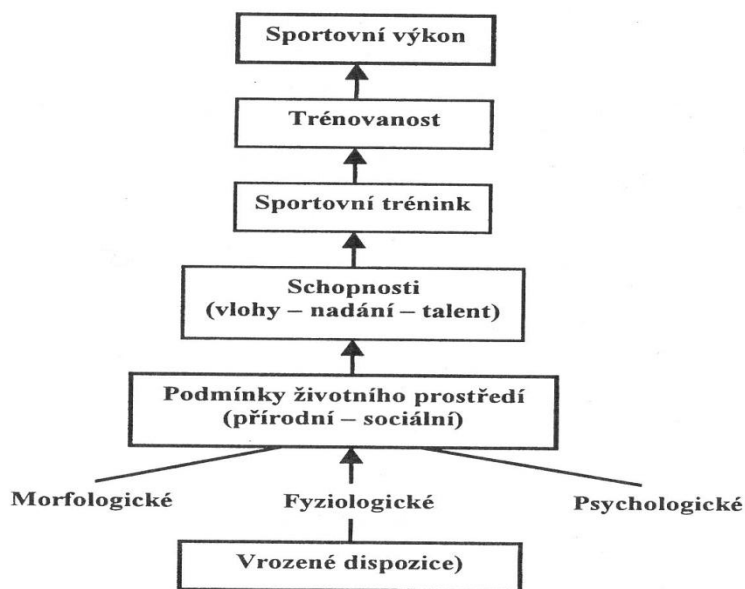 Sportovní výkon
Trénovanost
Sportovní trénink
Schopnosti
(vlohy – nadání – talent)
Podmínky životního prostředí
(přírodní – sociální)
Morfologické
Fyziologické
Psychologické
Vrozené dispozice)